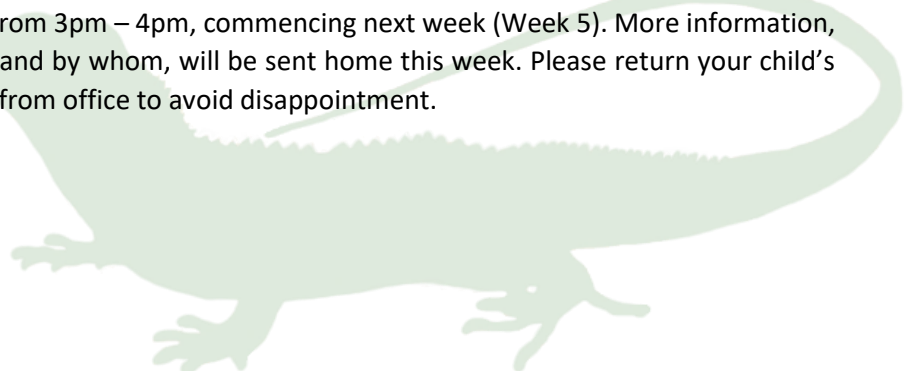 rom 3pm – 4pm, commencing next week (Week 5). More information,
and by whom, will be sent home this week. Please return your child’s
from office to avoid disappointment.